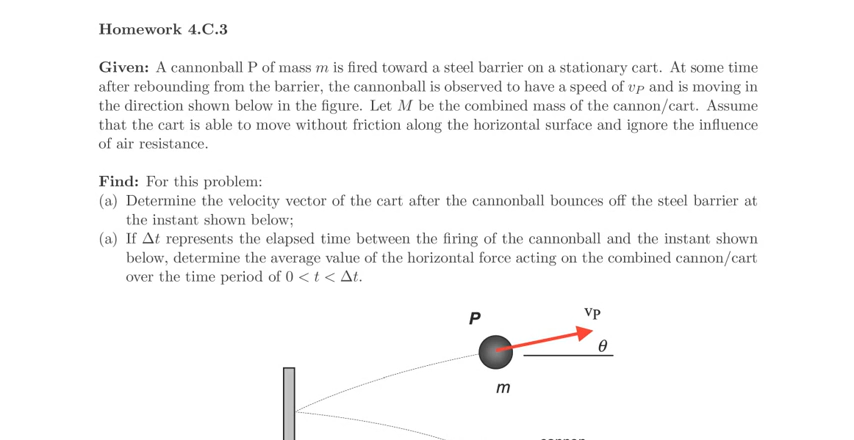 Homework 4.C.3
Given: A cannonball P of mass m is fired toward a steel barrier on a stationary cart. At some time
after rebounding from the barrier, the cannonball is observed to have a speed of vP and is moving in
the direction shown below in the figure. Let M be the combined mass of the cannon/cart. Assume
that the cart is able to move without friction along the horizontal surface and ignore the influence
of air resistance.
Find: For this problem:
(a) Determine the velocity vector of the cart after the cannonball bounces off the steel barrier at
the instant shown below;
(a) If Δt represents the elapsed time between the firing of the cannonball and the instant shown
below, determine the average value of the horizontal force acting on the combined cannon/cart
over the time period of 0 < t < Δt.
P
vP
θ
m